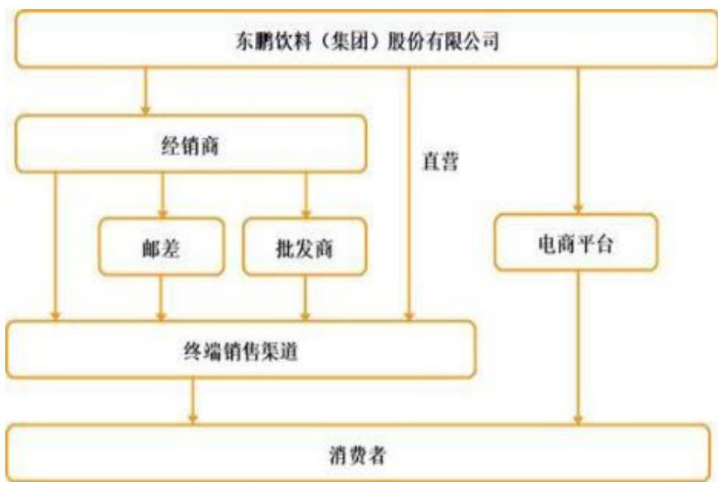 东鹏饮料（集团）股份有限公司
经销商
直营
邮差
批发商
电商平台
终端销售渠道
消费者